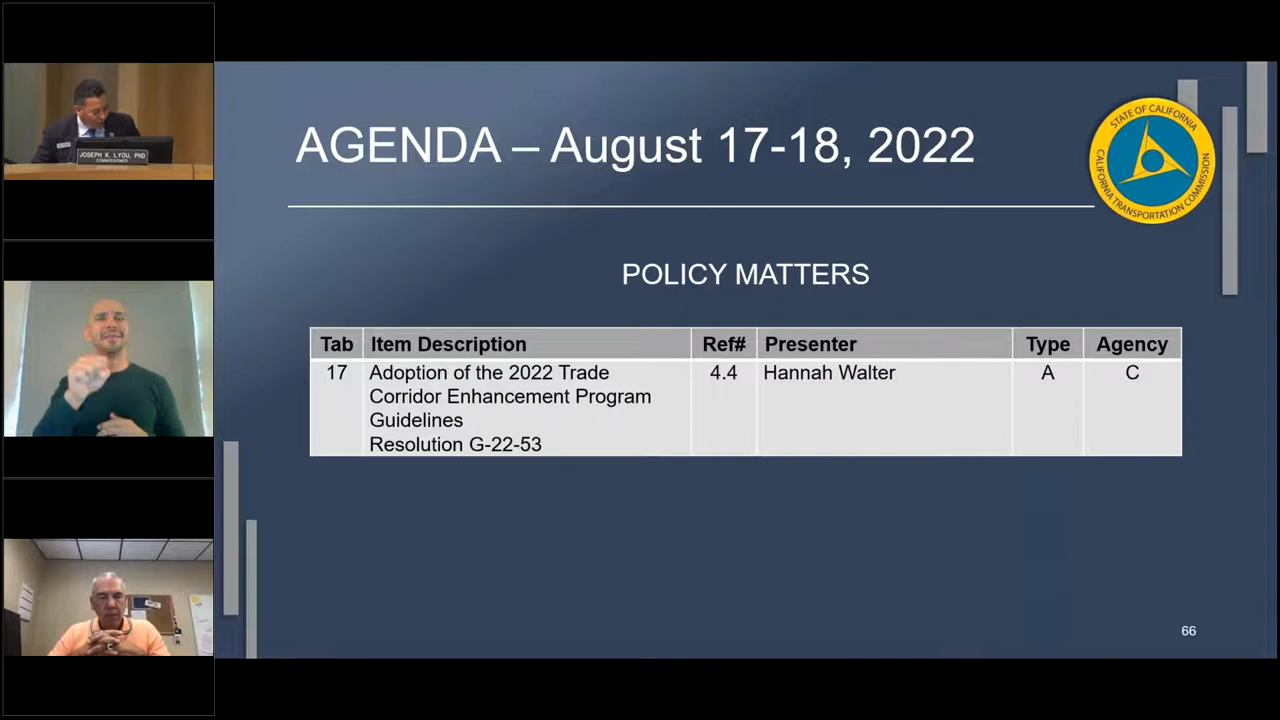 JOSEPH K. LYOU, PhD
COMMISSIONER
AGENDA – August 17-18, 2022
STATE OF CALIFORNIA
CALIFORNIA TRANSPORTATION COMMISSION
POLICY MATTERS
Tab Item Description Ref# Presenter Type Agency
17 Adoption of the 2022 Trade 4.4 Hannah Walter A C
Corridor Enhancement Program
Guidelines
Resolution G-22-53
66